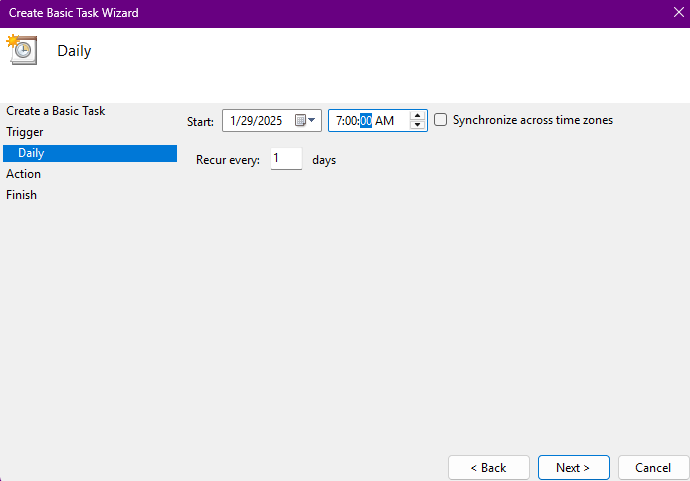 Create Basic Task Wizard
Daily
Create a Basic Task
Trigger
Daily
Action
Finish
Start: 1/29/2025 7:00:00 AM Synchronize across time zones
Recur every: 1 days
< Back Next > Cancel